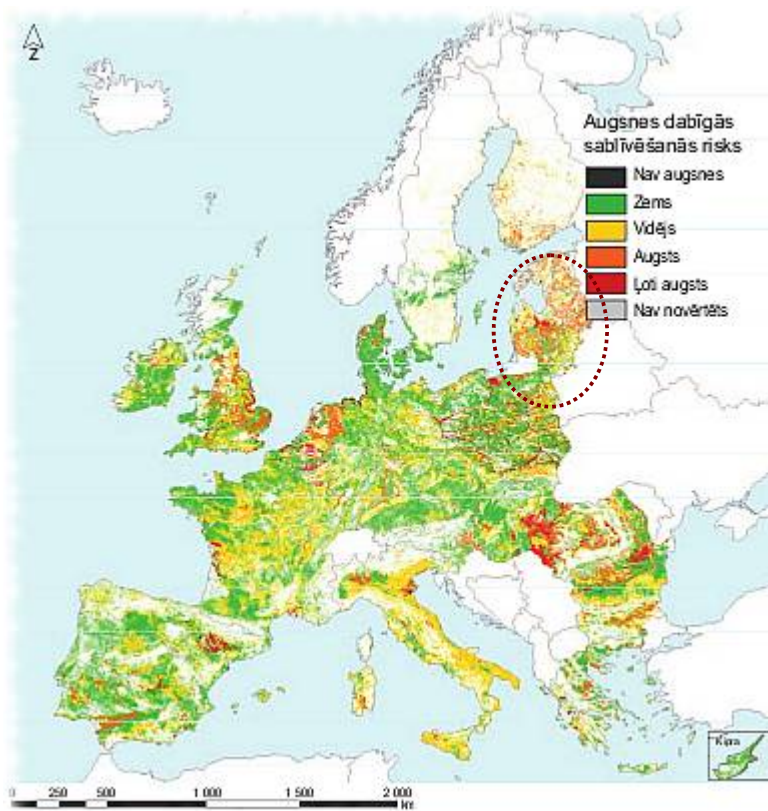 Z
Augsnes dabīgās
sablīvēšanās risks
Nav augsnes
Zems
Vidējs
Augsts
Ļoti augsts
Nav novērtēts
Kipra
0 250 500 1 000 1 500 2 000
km